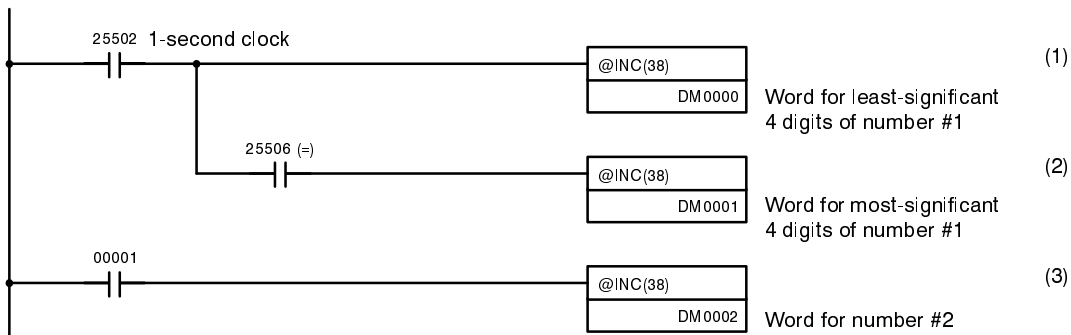 25502 1-second clock
@INC(38) (1)
DM0000 Word for least-significant
4 digits of number #1
25506 (=)
@INC(38) (2)
DM0001 Word for most-significant
4 digits of number #1
00001
@INC(38) (3)
DM0002 Word for number #2